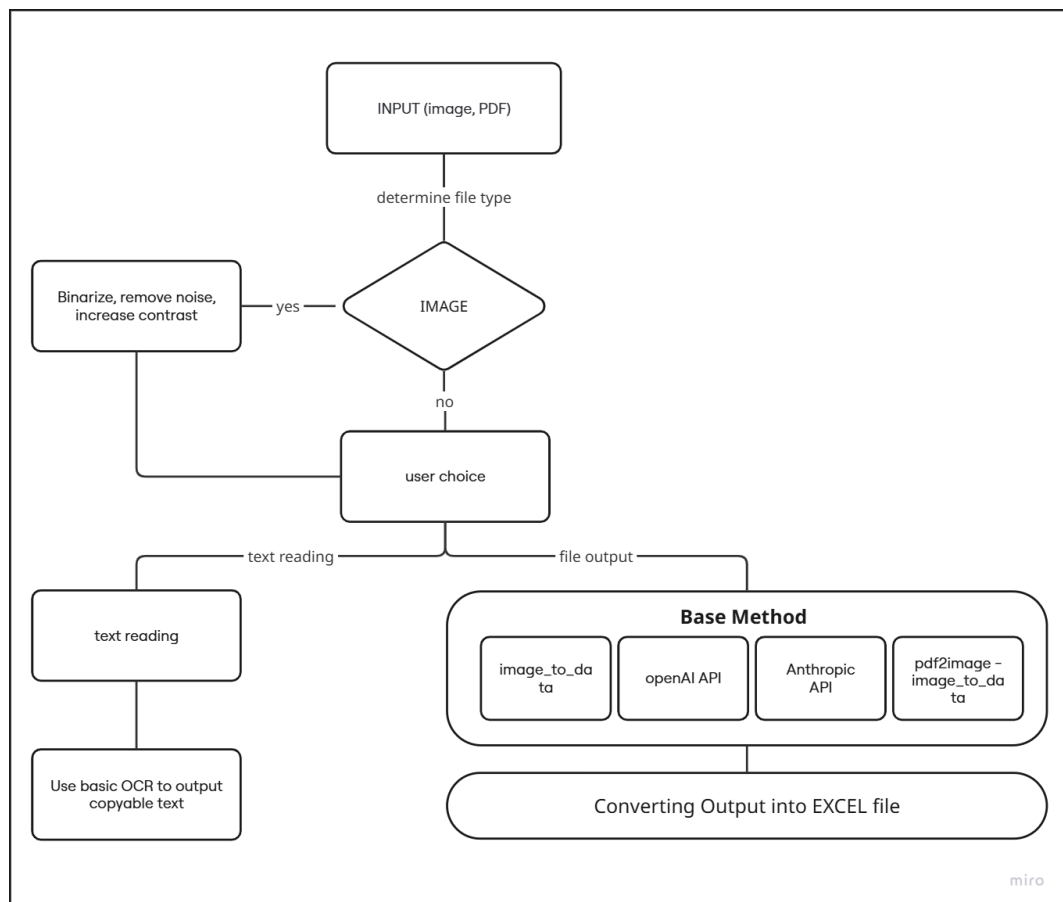 INPUT (image, PDF)
determine file type
Binarize, remove noise,
increase contrast
yes
IMAGE
no
user choice
text reading
file output
text reading
Base Method
image_to_da
ta
openAI API
Anthropic
API
pdf2image -
image_to_da
ta
Use basic OCR to output
copyable text
Converting Output into EXCEL file
miro